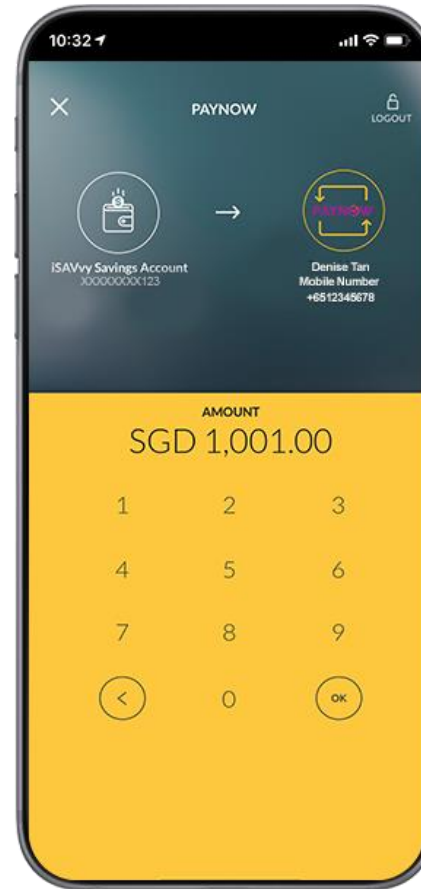 10:32
PAYNOW
LOGOUT
PAYNOW
iSAVvy Savings Account
XXXXXXXX123
Denise Tan
Mobile Number
+6512345678
AMOUNT
SGD 1,001.00
1 2 3
4 5 6
7 8 9
< 0 OK